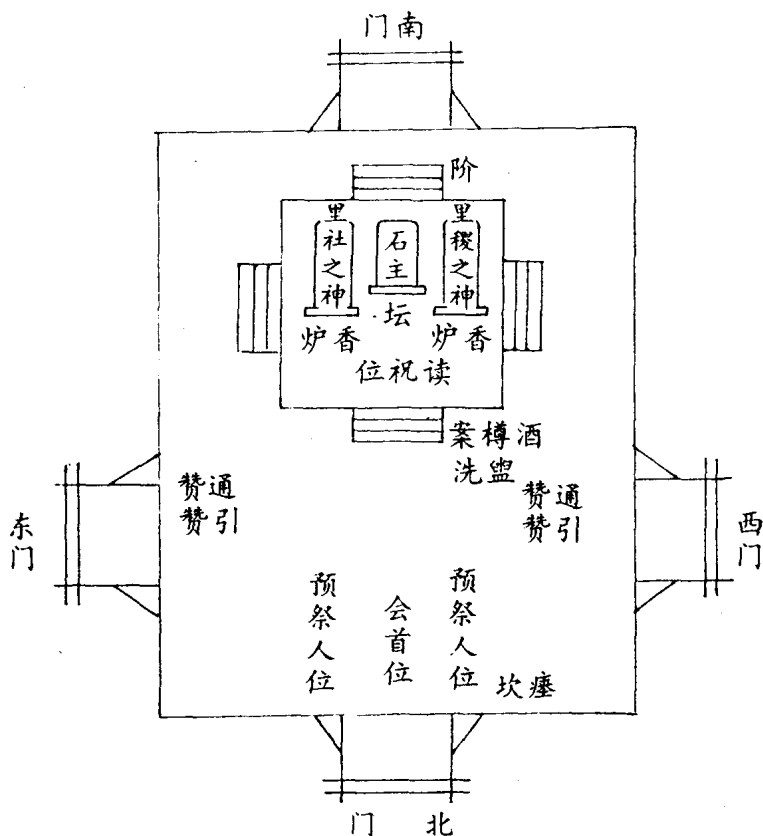 南门
阶
里稷之神
石主
里社之神
坛
香炉
香炉
读祝位
酒樽案
盥洗
通赞
引赞
通赞
引赞
西门
东门
预祭人位
会首位
预祭人位
瘗坎
北门